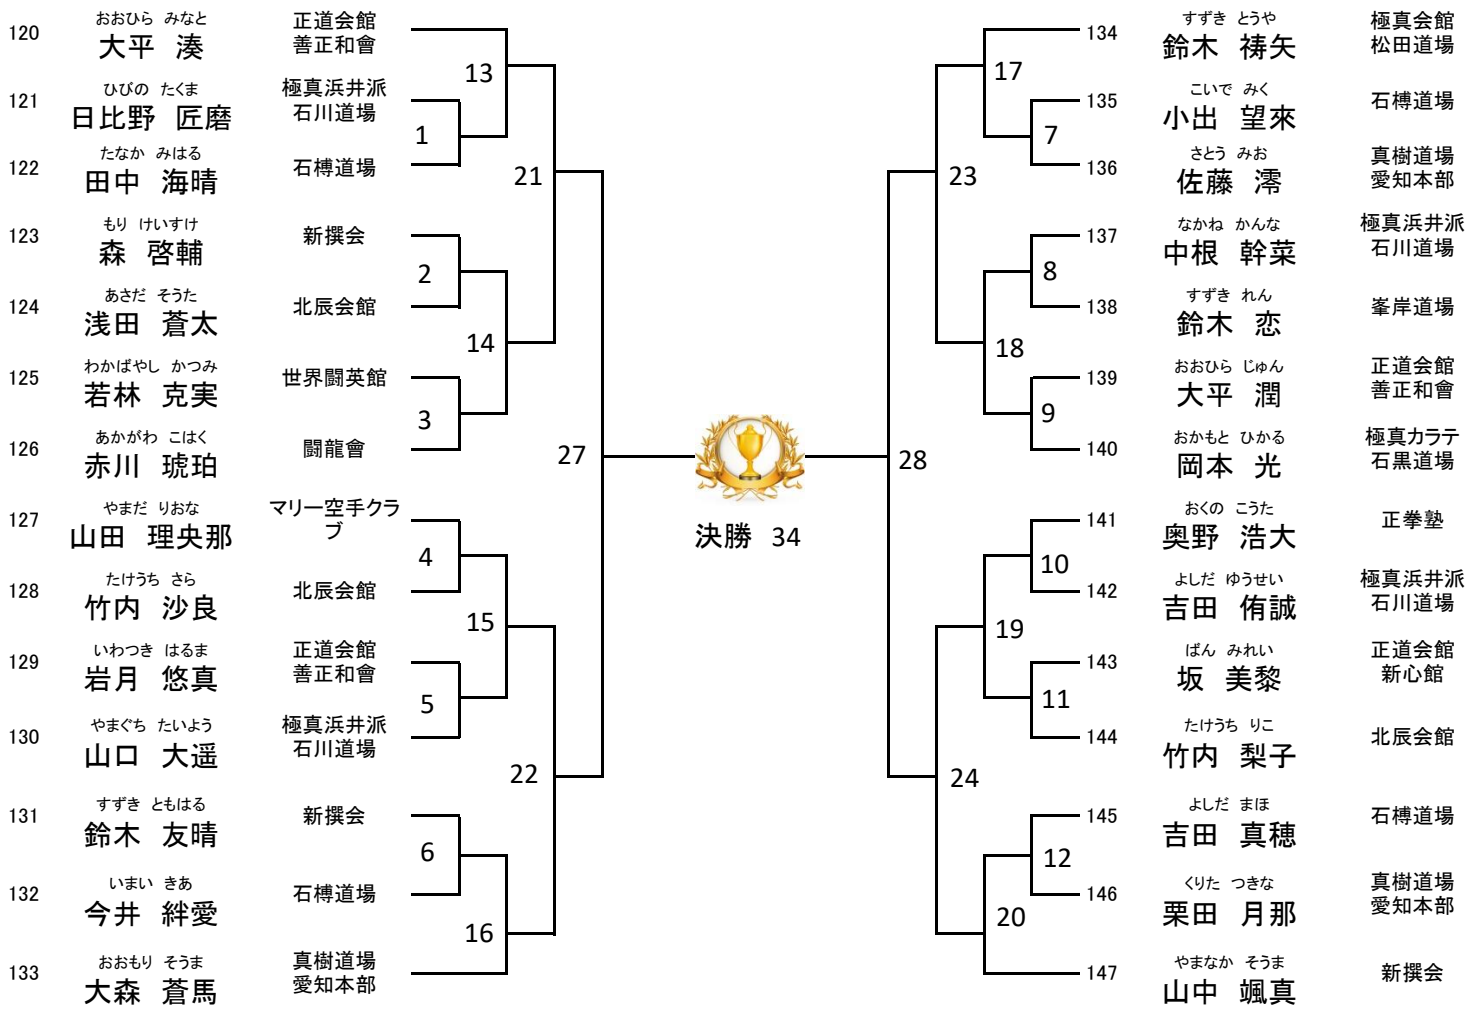 120
おおひら みなと
大平 湊
正道会館
善正和會
121
ひびの たくま
日比野 匠磨
極真浜井派
石川道場
122
たなか みはる
田中 海晴
石榑道場
123
もり けいすけ
森 啓輔
新撰会
124
あさだ そうた
浅田 蒼太
北辰会館
125
わかばやし かつみ
若林 克実
世界闘英館
126
あかがわ こはく
赤川 琥珀
闘龍會
127
やまだ りおな
山田 理央那
マリー空手クラ
ブ
128
たけうち さら
竹内 沙良
北辰会館
129
いわつき はるま
岩月 悠真
正道会館
善正和會
130
やまぐち たいよう
山口 大遥
極真浜井派
石川道場
131
すずき ともはる
鈴木 友晴
新撰会
132
いまい きあ
今井 絆愛
石榑道場
133
おおもり そうま
大森 蒼馬
真樹道場
愛知本部
13
1
21
2
14
3
27
4
15
5
22
6
16
決勝 34
17
7
23
8
18
9
28
10
19
11
24
12
20
134
すずき とうや
鈴木 祷矢
極真会館
松田道場
135
こいで みく
小出 望來
石榑道場
136
さとう みお
佐藤 澪
真樹道場
愛知本部
137
なかね かんな
中根 幹菜
極真浜井派
石川道場
138
すずき れん
鈴木 恋
峯岸道場
139
おおひら じゅん
大平 潤
正道会館
善正和會
140
おかもと ひかる
岡本 光
極真カラテ
石黒道場
141
おくの こうた
奥野 浩大
正拳塾
142
よしだ ゆうせい
吉田 侑誠
極真浜井派
石川道場
143
ばん みれい
坂 美黎
正道会館
新心館
144
たけうち りこ
竹内 梨子
北辰会館
145
よしだ まほ
吉田 真穂
石榑道場
146
くりた つきな
栗田 月那
真樹道場
愛知本部
147
やまなか そうま
山中 颯真
新撰会